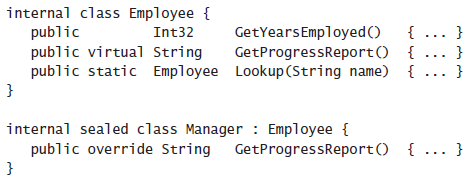 internal class Employee {
   public         Int32     GetYearsEmployed()   { ... }
   public virtual String    GetProgressReport()  { ... }
   public static  Employee  Lookup(String name)  { ... }
}

internal sealed class Manager : Employee {
   public override String   GetProgressReport()  { ... }
}